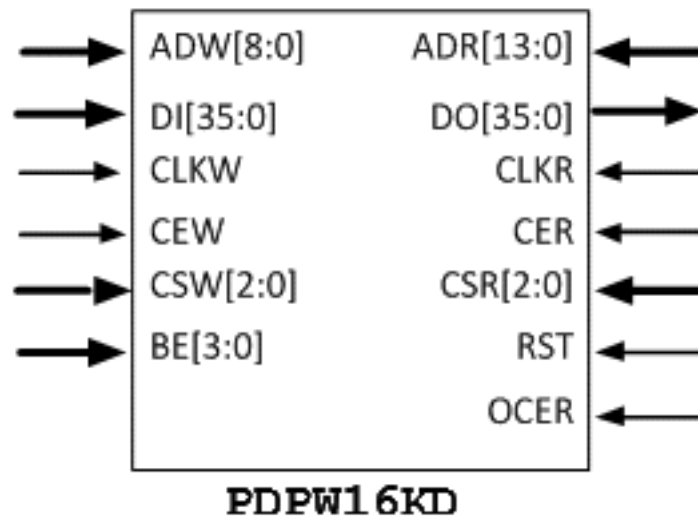 ADW[8:0] ADR[13:0]
DI[35:0] DO[35:0]
CLKW CLKR
CEW CER
CSW[2:0] CSR[2:0]
BE[3:0] RST
OCER
PDPW16KD